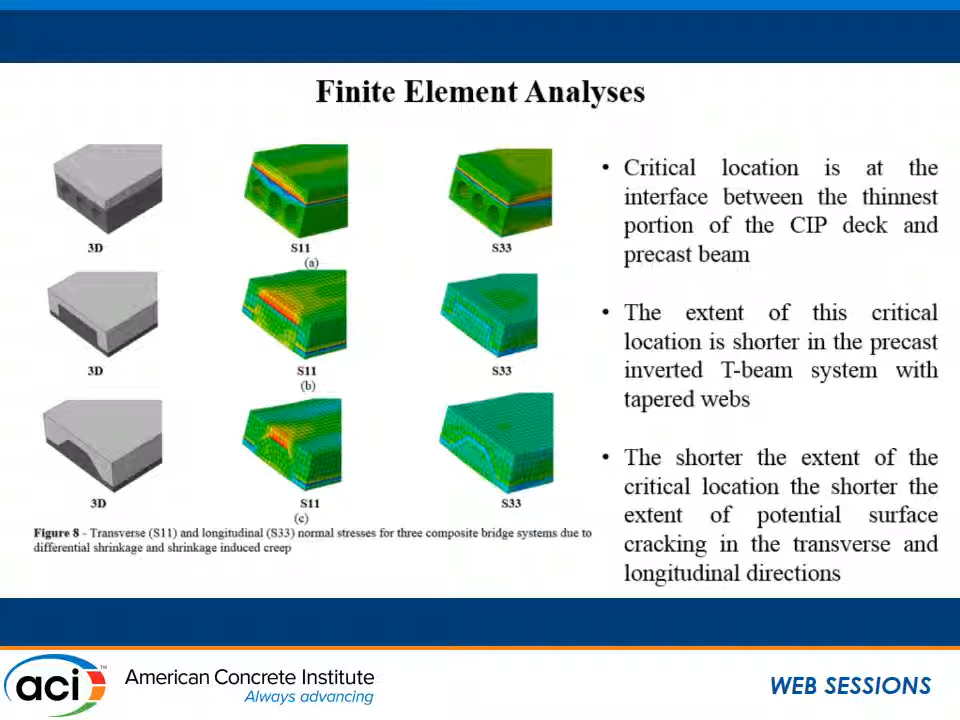 Finite Element Analyses
3D
S11
S33
(a)
3D
S11
S33
(b)
3D
S11
S33
(c)
Figure 8 - Transverse (S11) and longitudinal (S33) normal stresses for three composite bridge systems due to
differential shrinkage and shrinkage induced creep
• Critical location is at the
interface between the thinnest
portion of the CIP deck and
precast beam
• The extent of this critical
location is shorter in the precast
inverted T-beam system with
tapered webs
• The shorter the extent of the
critical location the shorter the
extent of potential surface
cracking in the transverse and
longitudinal directions
aci™
American Concrete Institute
Always advancing
WEB SESSIONS